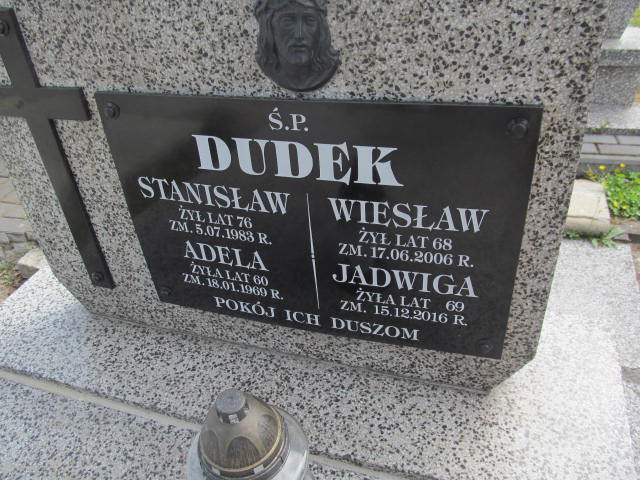 Ś.P.
DUDEK
STANISŁAW
ŻYŁ LAT 76
ZM. 5.07.1983 R.
ADELA
ŻYŁA LAT 60
ZM. 18.01.1969 R.
WIESŁAW
ŻYŁ LAT 68
ZM. 17.06.2006 R.
JADWIGA
ŻYŁA LAT 69
ZM. 15.12.2016 R.
POKÓJ ICH DUSZOM